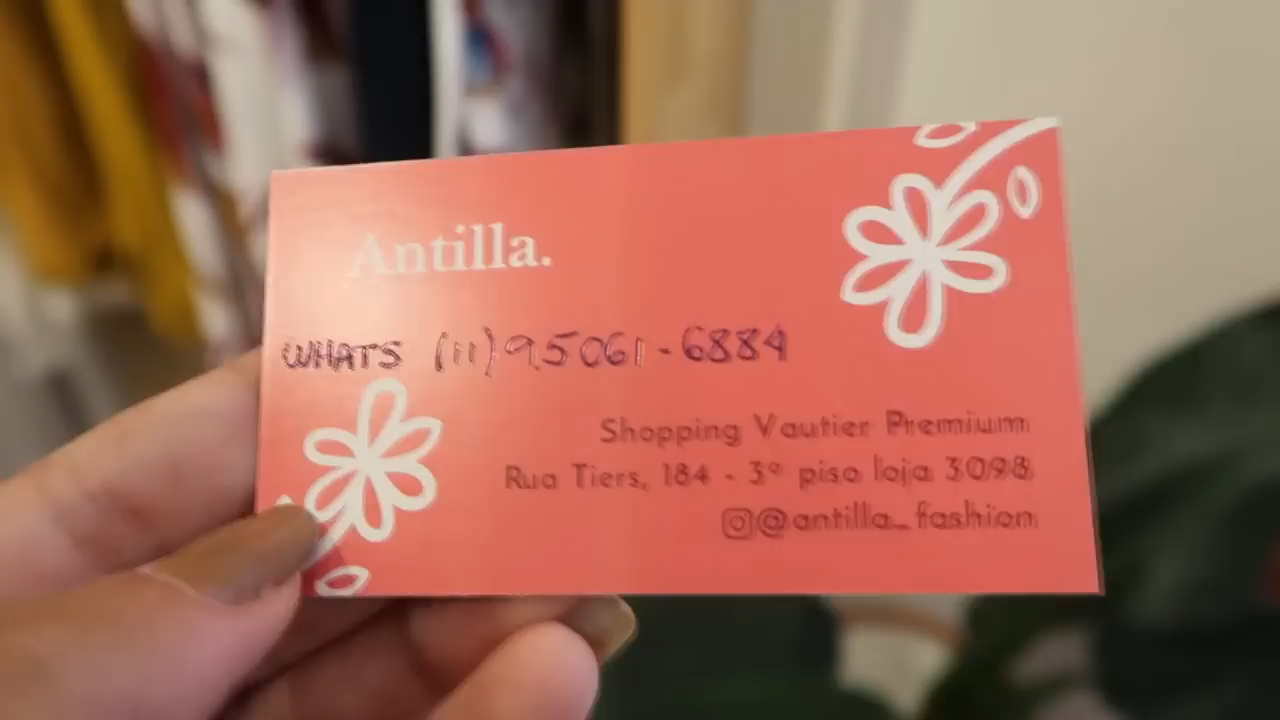 Antilla.
WHATS (11) 95061-6884
Shopping Vautier Premium
Rua Tiers, 184 - 3º piso loja 3098
@antilla_fashion